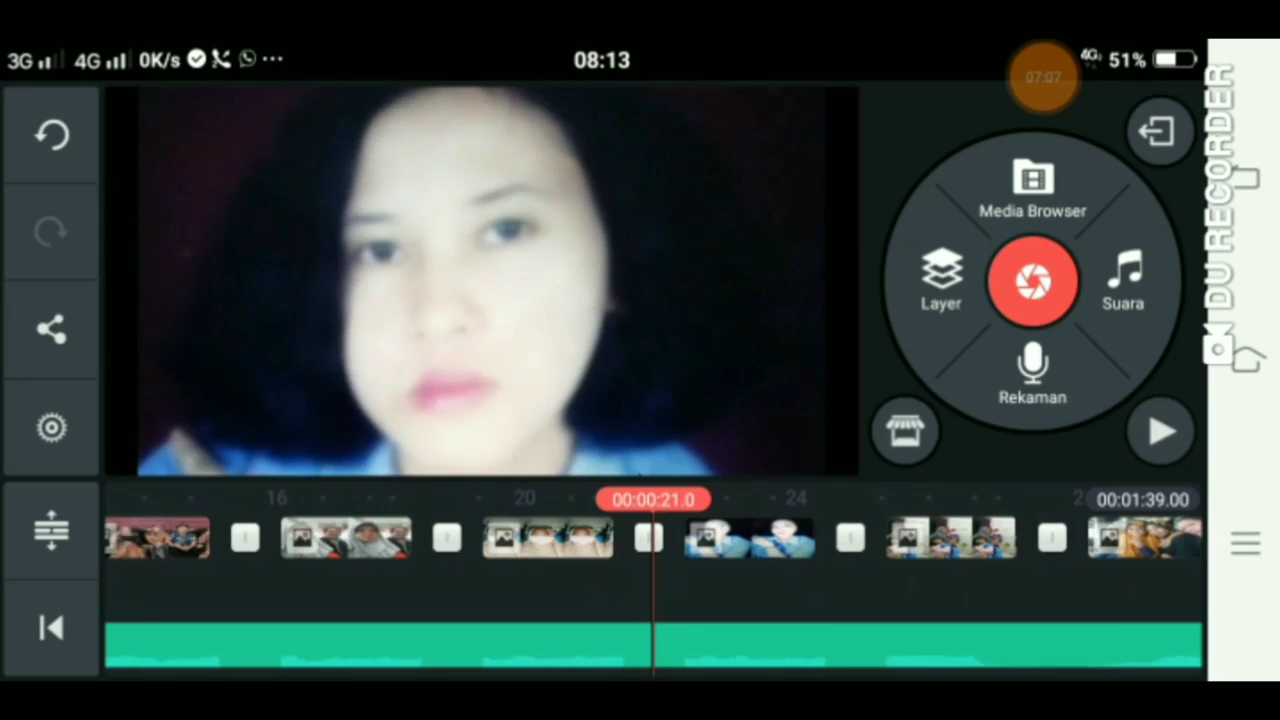 3G 4G 0K/s ... 08:13 07:07 4G 51%
DU RECORDER
Media Browser
Layer
Suara
Rekaman
16 20 00:00:21.0 24 00:01:39.00